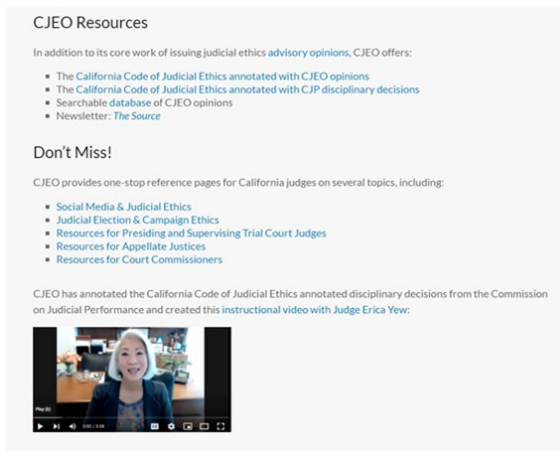 CJEO Resources
In addition to its core work of issuing judicial ethics advisory opinions, CJEO offers:
The California Code of Judicial Ethics annotated with CJEO opinions
The California Code of Judicial Ethics annotated with CJP disciplinary decisions
Searchable database of CJEO opinions
Newsletter: The Source
Don't Miss!
CJEO provides one-stop reference pages for California judges on several topics, including:
Social Media & Judicial Ethics
Judicial Election & Campaign Ethics
Resources for Presiding and Supervising Trial Court Judges
Resources for Appellate Justices
Resources for Court Commissioners
CJEO has annotated the California Code of Judicial Ethics annotated disciplinary decisions from the Commission
on Judicial Performance and created this instructional video with Judge Erica Yew:
Play (k)